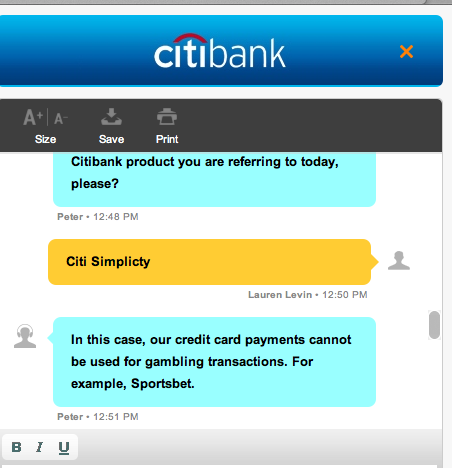 citibank
A+ A-
Size Save Print
Citibank product you are referring to today,
please?
Peter • 12:48 PM
Citi Simplicty
Lauren Levin • 12:50 PM
In this case, our credit card payments cannot
be used for gambling transactions. For
example, Sportsbet.
Peter • 12:51 PM
B I U